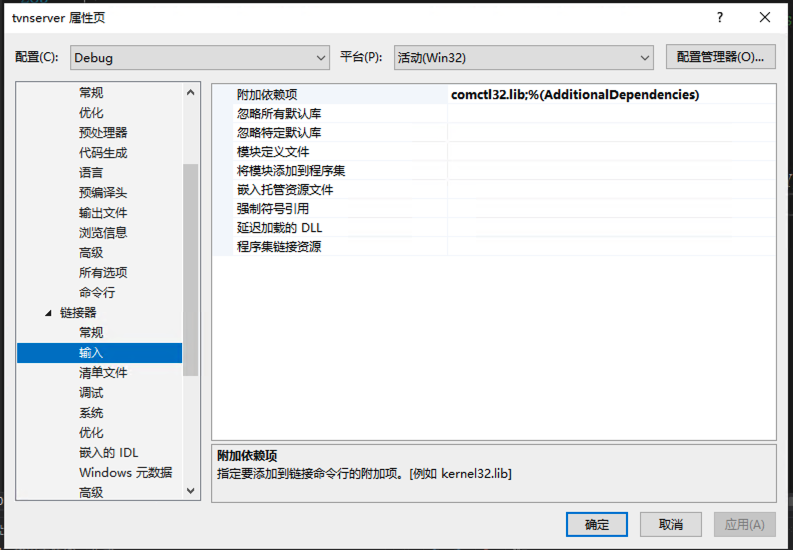 tvnserver 属性页
配置(C): Debug 平台(P): 活动(Win32) 配置管理器(O)...
常规
优化
预处理器
代码生成
语言
预编译头
输出文件
浏览信息
高级
所有选项
命令行
链接器
常规
输入
清单文件
调试
系统
优化
嵌入的 IDL
Windows 元数据
高级
附加依赖项 comctl32.lib;%(AdditionalDependencies)
忽略所有默认库
忽略特定默认库
模块定义文件
将模块添加到程序集
嵌入托管资源文件
强制符号引用
延迟加载的 DLL
程序集链接资源
附加依赖项
指定要添加到链接命令行的附加项。[例如 kernel32.lib]
确定 取消 应用(A)